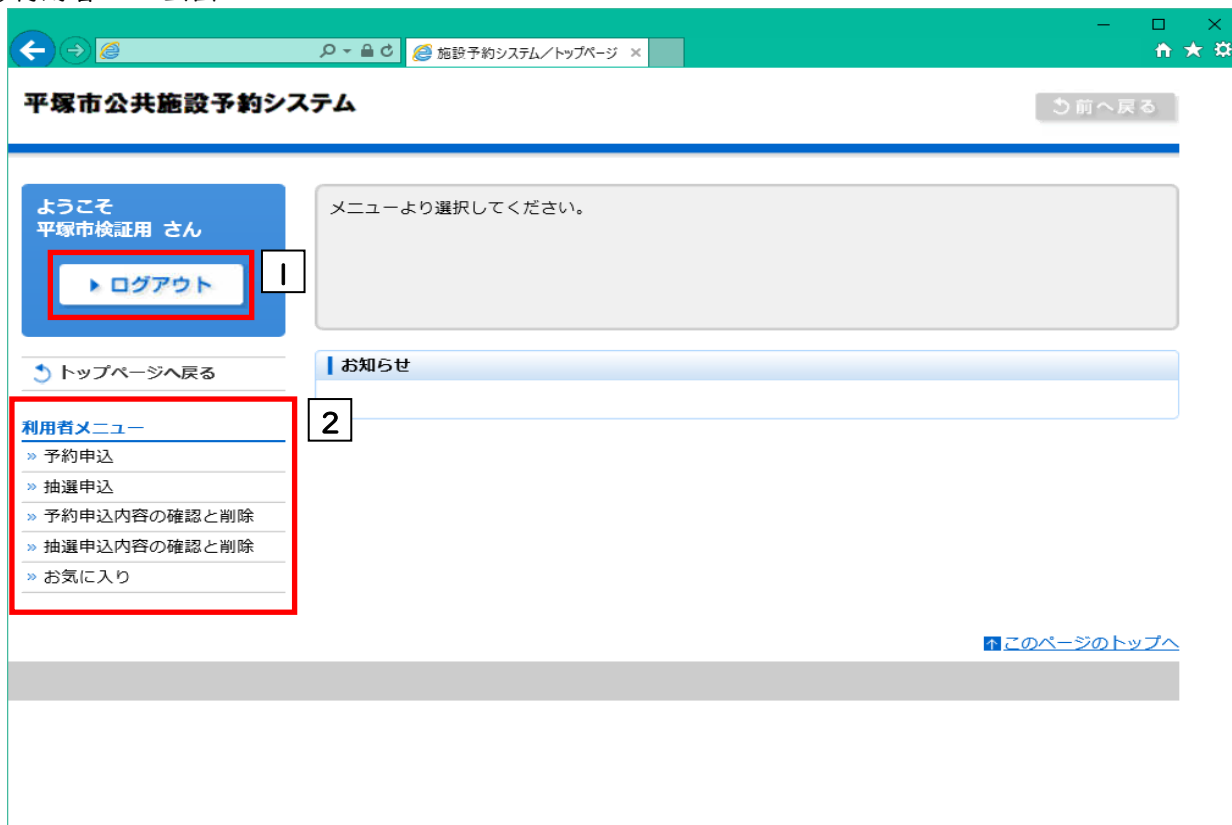 施設予約システム／トップページ
平塚市公共施設予約システム
前へ戻る
ようこそ
平塚市検証用 さん
ログアウト
1
メニューより選択してください。
トップページへ戻る
お知らせ
利用者メニュー
2
» 予約申込
» 抽選申込
» 予約申込内容の確認と削除
» 抽選申込内容の確認と削除
» お気に入り
このページのトップへ